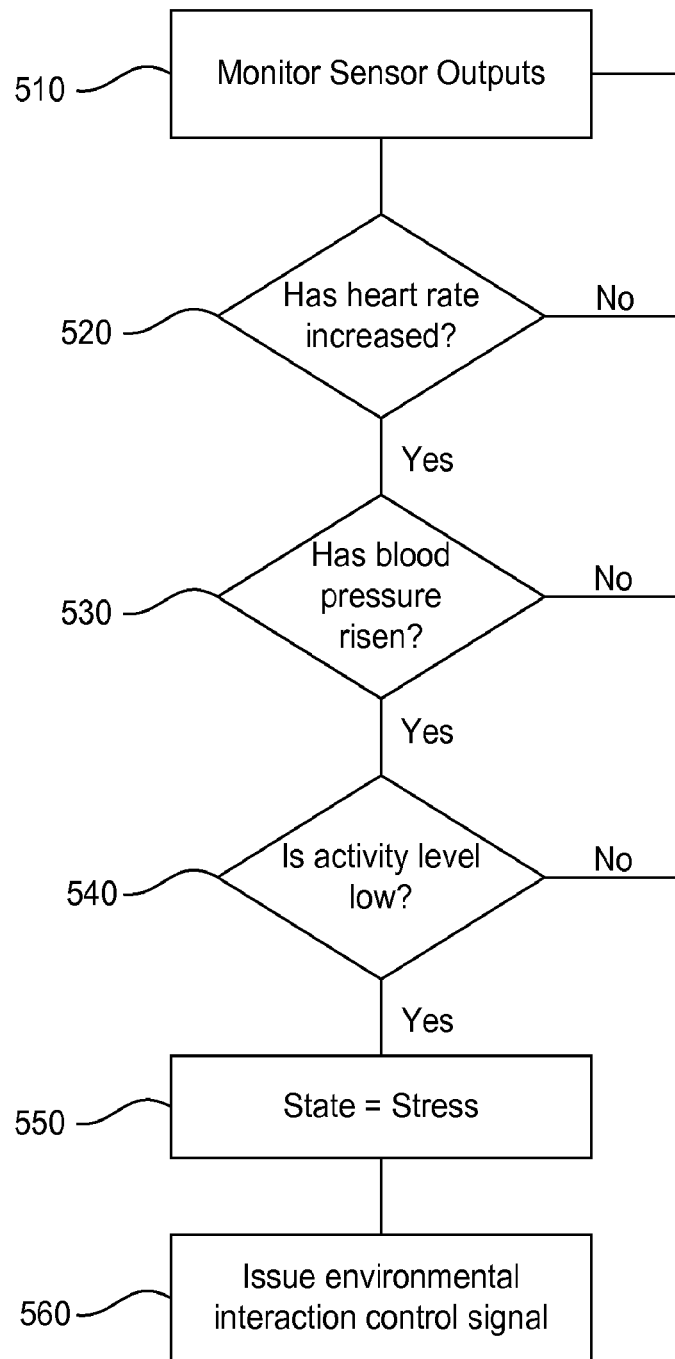 510
Monitor Sensor Outputs
520
Has heart rate
increased?
No
Yes
530
Has blood
pressure
risen?
No
Yes
540
Is activity level
low?
No
Yes
550
State = Stress
560
Issue environmental
interaction control signal